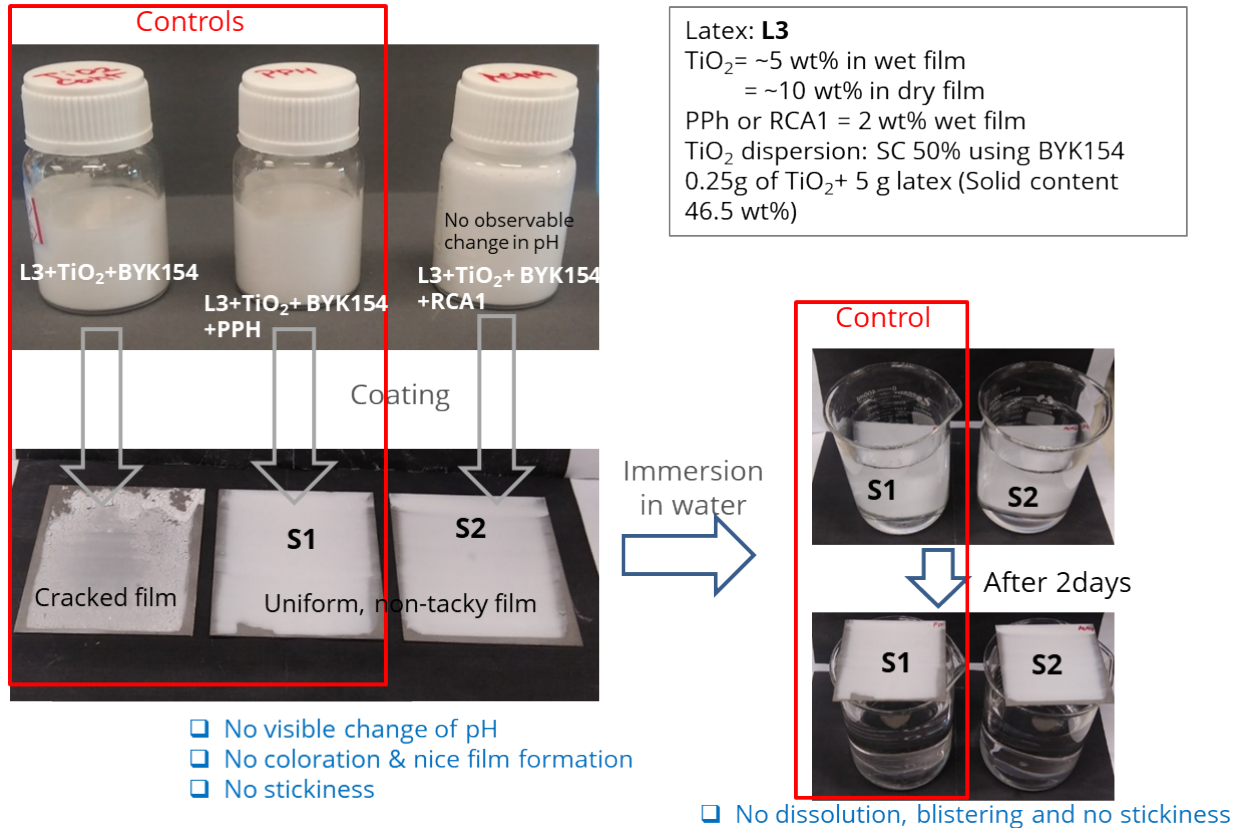 Controls
TiO2
PPH
No observable
change in pH
L3+TiO₂+BYK154
L3+TiO₂+ BYK154
+PPH
L3+TiO₂+ BYK154
+RCA1
Coating
Cracked film
S1
S2
Uniform, non-tacky film
❑ No visible change of pH
❑ No coloration & nice film formation
❑ No stickiness
Latex: L3
TiO₂= ~5 wt% in wet film
= ~10 wt% in dry film
PPh or RCA1 = 2 wt% wet film
TiO₂ dispersion: SC 50% using BYK154
0.25g of TiO₂+ 5 g latex (Solid content
46.5 wt%)
Immersion
in water
Control
S1
S2
After 2days
S1
S2
❑ No dissolution, blistering and no stickiness